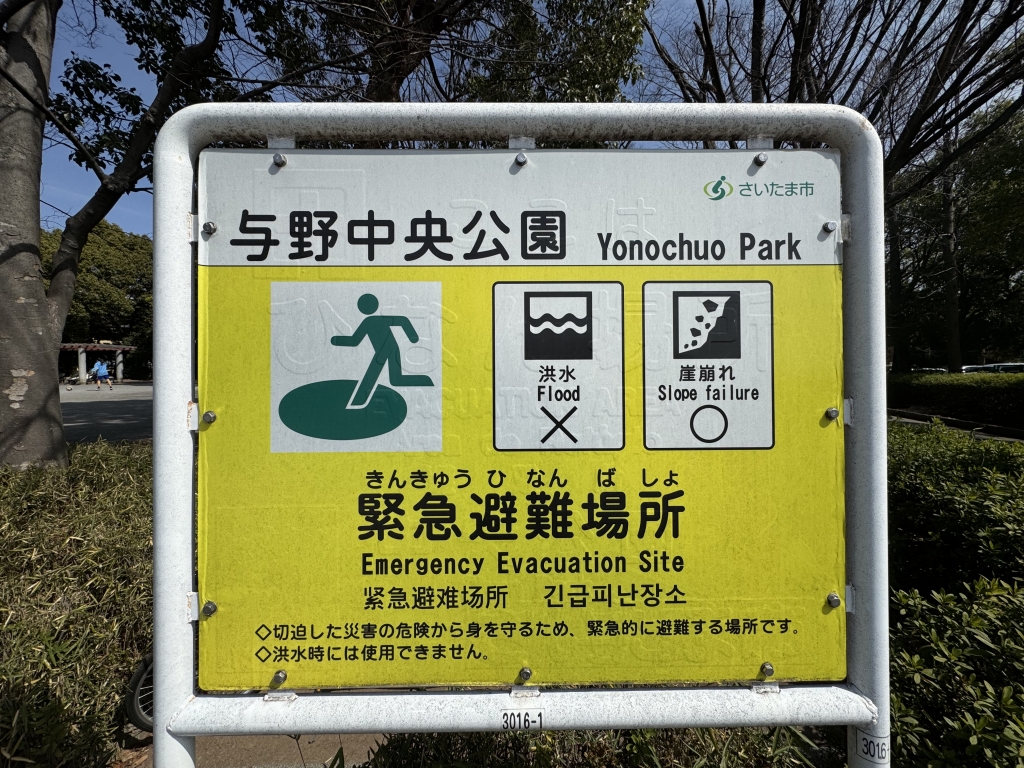 さいたま市
与野中央公園 Yonochuo Park
洪水
Flood
×
崖崩れ
Slope failure
○
きんきゅう ひ なん ば しょ
緊急避難場所
Emergency Evacuation Site
紧急避难场所 긴급피난장소
◇切迫した災害の危険から身を守るため、緊急的に避難する場所です。
◇洪水時には使用できません。
3016-1
3016-